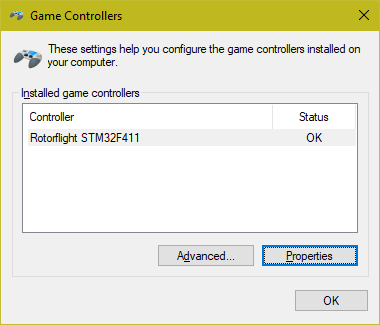 Game Controllers
These settings help you configure the game controllers installed on
your computer.
Installed game controllers
Controller Status
Rotorflight STM32F411 OK
Advanced... Properties
OK